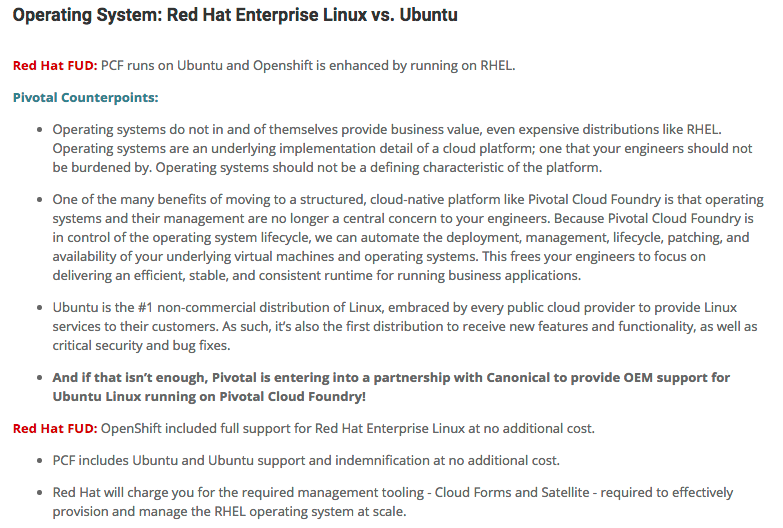 Operating System: Red Hat Enterprise Linux vs. Ubuntu
Red Hat FUD: PCF runs on Ubuntu and Openshift is enhanced by running on RHEL.
Pivotal Counterpoints:
• Operating systems do not in and of themselves provide business value, even expensive distributions like RHEL.
Operating systems are an underlying implementation detail of a cloud platform; one that your engineers should not
be burdened by. Operating systems should not be a defining characteristic of the platform.
• One of the many benefits of moving to a structured, cloud-native platform like Pivotal Cloud Foundry is that operating
systems and their management are no longer a central concern to your engineers. Because Pivotal Cloud Foundry is
in control of the operating system lifecycle, we can automate the deployment, management, lifecycle, patching, and
availability of your underlying virtual machines and operating systems. This frees your engineers to focus on
delivering an efficient, stable, and consistent runtime for running business applications.
• Ubuntu is the #1 non-commercial distribution of Linux, embraced by every public cloud provider to provide Linux
services to their customers. As such, it's also the first distribution to receive new features and functionality, as well as
critical security and bug fixes.
• And if that isn't enough, Pivotal is entering into a partnership with Canonical to provide OEM support for
Ubuntu Linux running on Pivotal Cloud Foundry!
Red Hat FUD: OpenShift included full support for Red Hat Enterprise Linux at no additional cost.
• PCF includes Ubuntu and Ubuntu support and indemnification at no additional cost.
• Red Hat will charge you for the required management tooling - Cloud Forms and Satellite - required to effectively
provision and manage the RHEL operating system at scale.